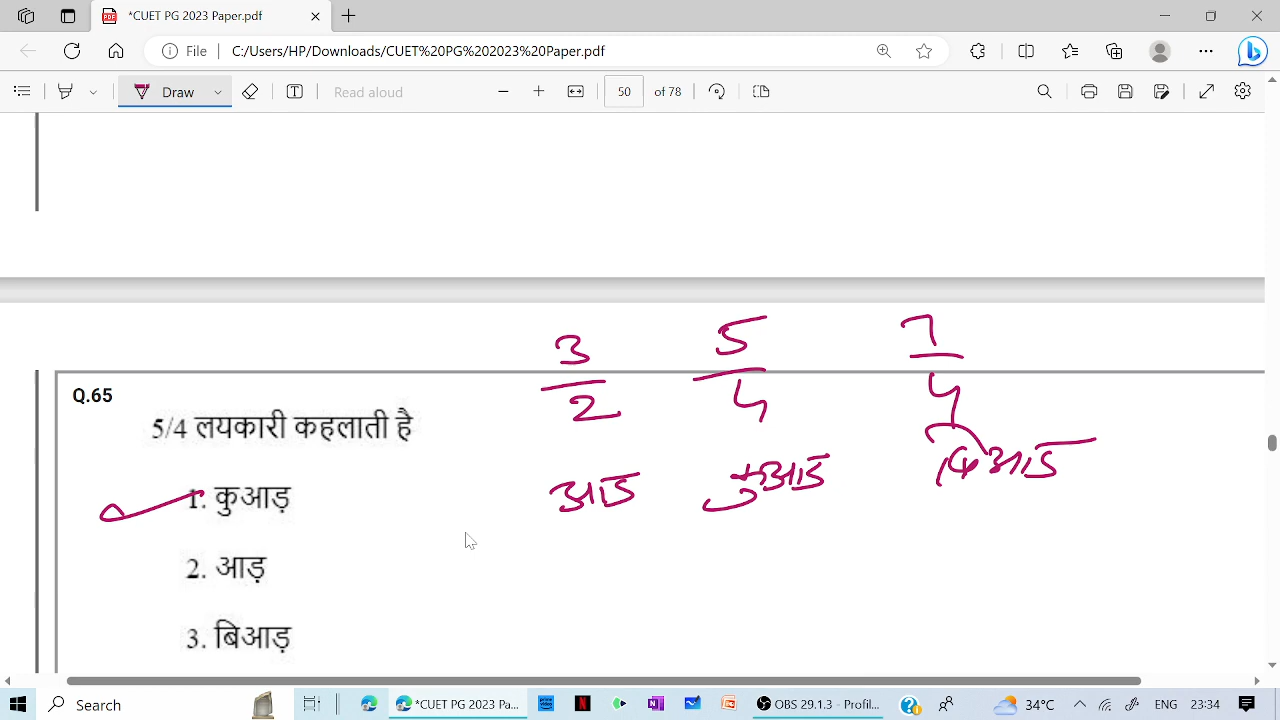 *CUET PG 2023 Paper.pdf
File C:/Users/HP/Downloads/CUET%20PG%202023%20Paper.pdf
Draw Read aloud 50 of 78
3/2 5/4 7/4
Q.65
5/4 लयकारी कहलाती है
आड कुआड बिआड
1. कुआड़
2. आड़
3. बिआड़
Search *CUET PG 2023 Pa... OBS 29.1.3 - Profil... 34°C ENG 23:34